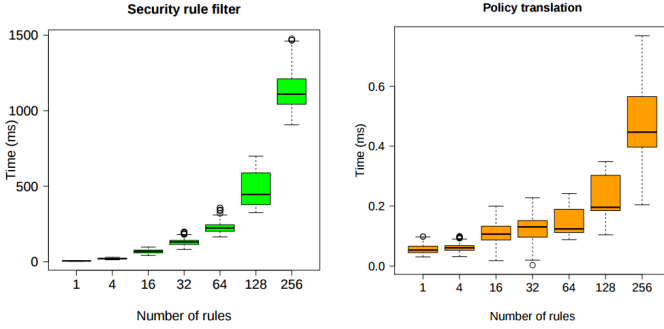 Security rule filter
Time (ms)
1500
1000
500
0
1 4 16 32 64 128 256
Number of rules
Policy translation
Time (ms)
0.6
0.4
0.2
0.0
1 4 16 32 64 128 256
Number of rules